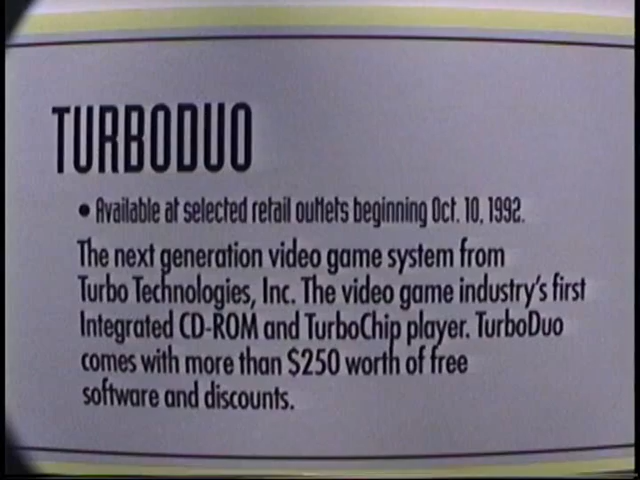 TURBODUO
• Available at selected retail outlets beginning Oct. 10, 1992.
The next generation video game system from
Turbo Technologies, Inc. The video game industry's first
Integrated CD-ROM and TurboChip player. TurboDuo
comes with more than $250 worth of free
software and discounts.